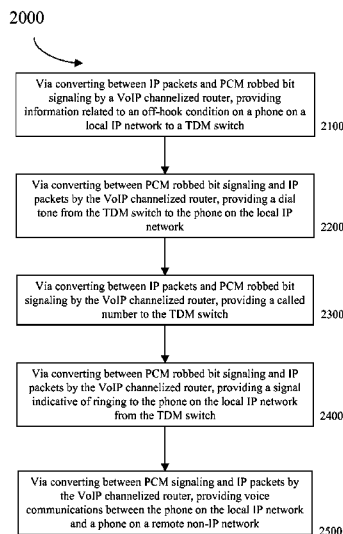 2000
Via converting between IP packets and PCM robbed bit
signaling by a VoIP channelized router, providing
information related to an off-hook condition on a phone on a
local IP network to a TDM switch
2100
Via converting between PCM robbed bit signaling and IP
packets by the VoIP channelized router, providing a dial
tone from the TDM switch to the phone on the local IP
network
2200
Via converting between IP packets and PCM robbed bit
signaling by the VoIP channelized router, providing a called
number to the TDM switch
2300
Via converting between PCM robbed bit signaling and IP
packets by the VoIP channelized router, providing a signal
indicative of ringing to the phone on the local IP network
from the TDM switch
2400
Via converting between PCM signaling and IP packets by
the VoIP channelized router, providing voice
communications between the phone on the local IP network
and a phone on a remote non-IP network
2500